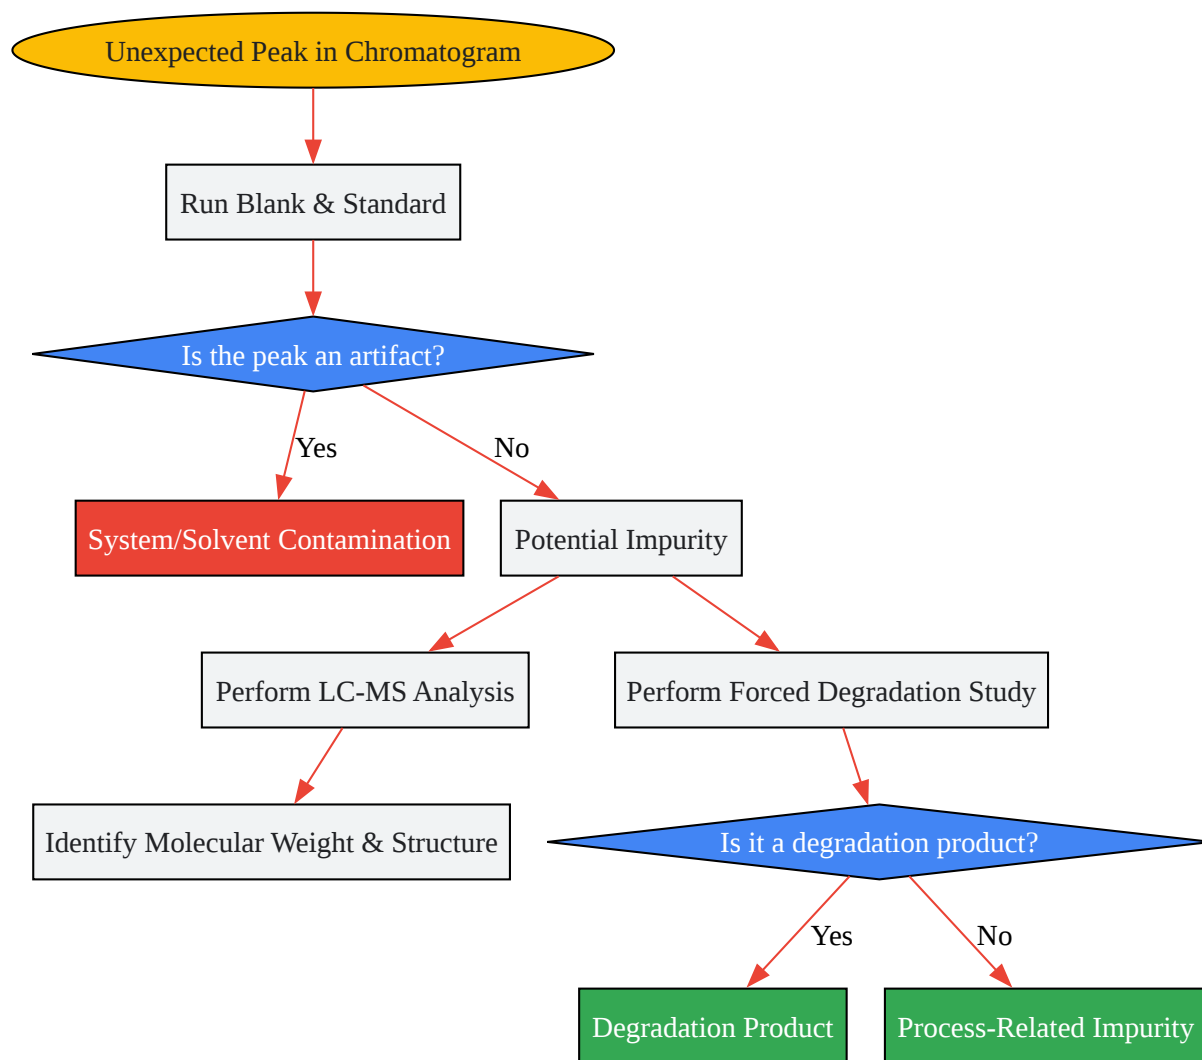 Unexpected Peak in Chromatogram
Run Blank & Standard
Is the peak an artifact?
Yes
No
System/Solvent Contamination
Potential Impurity
Perform LC-MS Analysis
Perform Forced Degradation Study
Identify Molecular Weight & Structure
Is it a degradation product?
Yes
No
Degradation Product
Process-Related Impurity